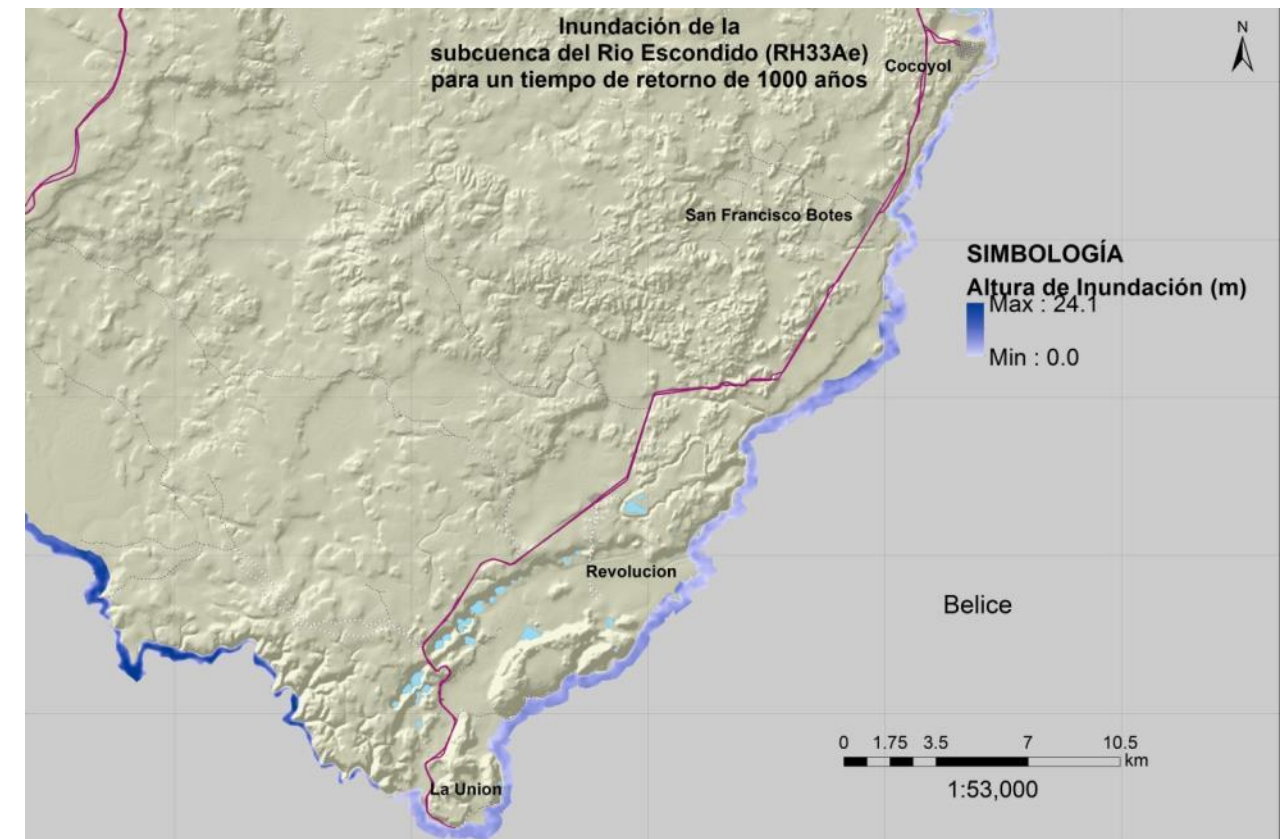 Inundación de la
subcuenca del Rio Escondido (RH33Ae)
para un tiempo de retorno de 1000 años
N
Cocoyol
San Francisco Botes
SIMBOLOGÍA
Altura de Inundación (m)
Max : 24.1
Min : 0.0
Revolucion
Belice
0 1.75 3.5 7 10.5
km
1:53,000
La Union